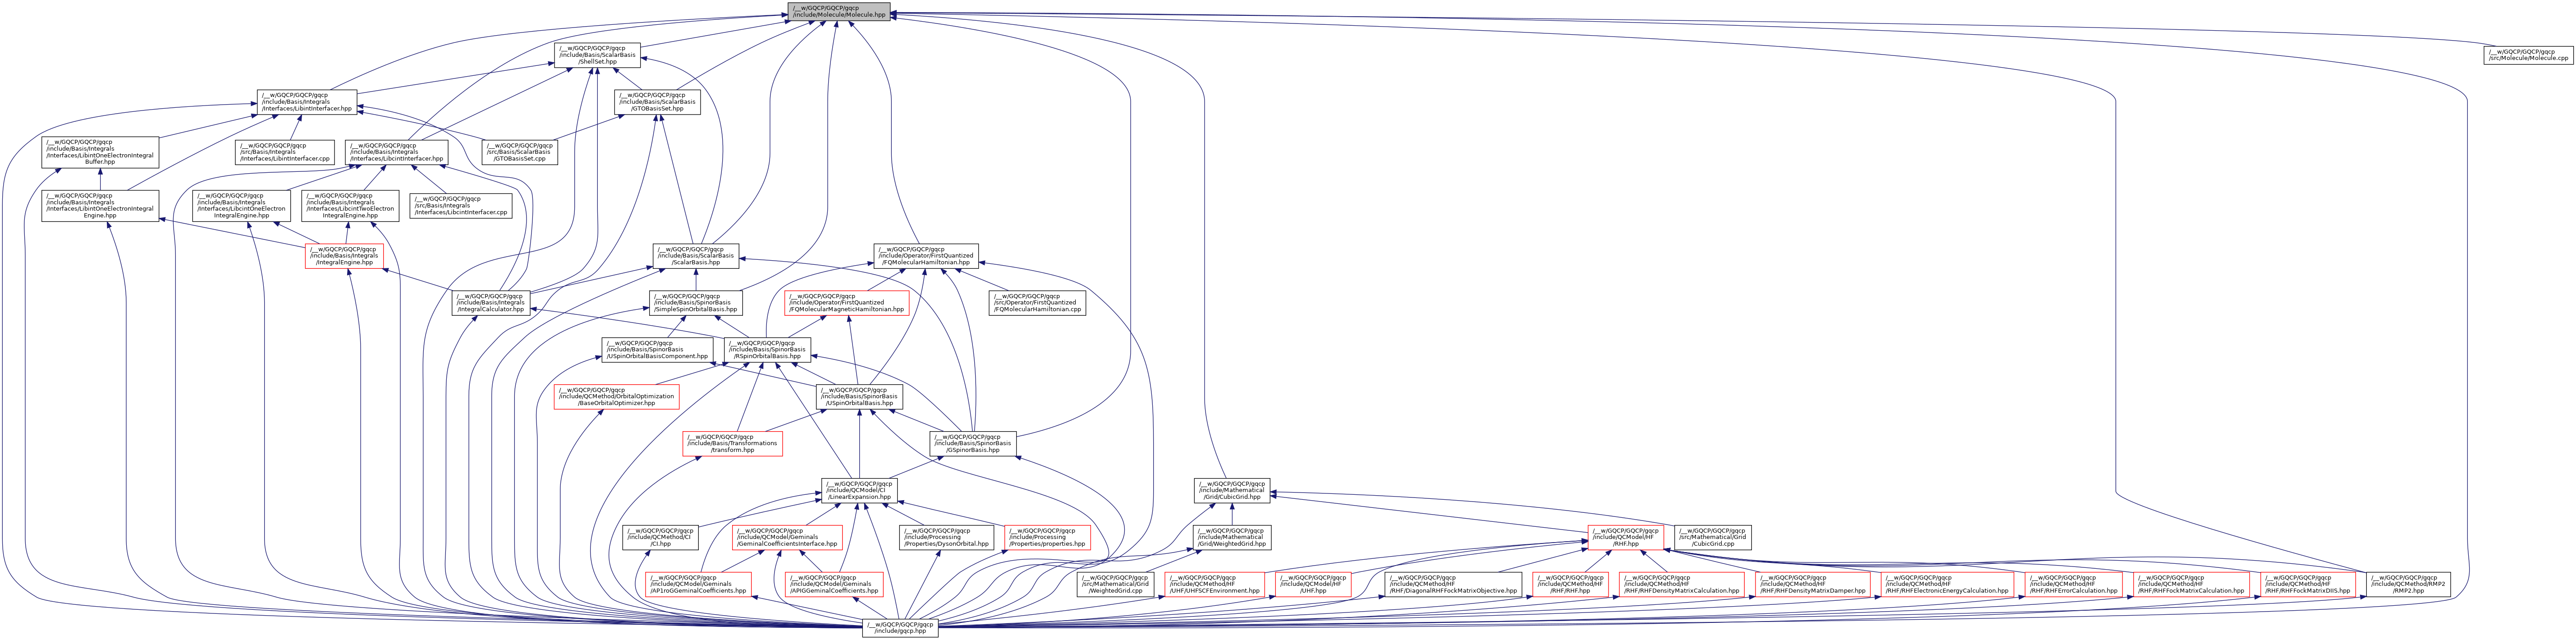 /__w/GQCP/GQCP/gqcp
/include/Molecule/Molecule.hpp
/__w/GQCP/GQCP/gqcp
/include/Basis/ScalarBasis
/ShellSet.hpp
/__w/GQCP/GQCP/gqcp
/src/Molecule/Molecule.cpp
/__w/GQCP/GQCP/gqcp
/include/Basis/Integrals
/Interfaces/LibintInterfacer.hpp
/__w/GQCP/GQCP/gqcp
/include/Basis/ScalarBasis
/GTOBasisSet.hpp
/__w/GQCP/GQCP/gqcp
/include/Basis/Integrals
/Interfaces/LibintOneElectronIntegral
Buffer.hpp
/__w/GQCP/GQCP/gqcp
/src/Basis/Integrals
/Interfaces/LibintInterfacer.cpp
/__w/GQCP/GQCP/gqcp
/include/Basis/Integrals
/Interfaces/LibcintInterfacer.hpp
/__w/GQCP/GQCP/gqcp
/src/Basis/ScalarBasis
/GTOBasisSet.cpp
/__w/GQCP/GQCP/gqcp
/include/Basis/Integrals
/Interfaces/LibintOneElectronIntegral
Engine.hpp
/__w/GQCP/GQCP/gqcp
/include/Basis/Integrals
/Interfaces/LibcintOneElectron
IntegralEngine.hpp
/__w/GQCP/GQCP/gqcp
/include/Basis/Integrals
/Interfaces/LibcintTwoElectron
IntegralEngine.hpp
/__w/GQCP/GQCP/gqcp
/src/Basis/Integrals
/Interfaces/LibcintInterfacer.cpp
/__w/GQCP/GQCP/gqcp
/include/Basis/Integrals
/IntegralEngine.hpp
/__w/GQCP/GQCP/gqcp
/include/Basis/ScalarBasis
/ScalarBasis.hpp
/__w/GQCP/GQCP/gqcp
/include/Operator/FirstQuantized
/FQMolecularHamiltonian.hpp
/__w/GQCP/GQCP/gqcp
/include/Basis/Integrals
/IntegralCalculator.hpp
/__w/GQCP/GQCP/gqcp
/include/Basis/SpinorBasis
/SimpleSpinOrbitalBasis.hpp
/__w/GQCP/GQCP/gqcp
/include/Operator/FirstQuantized
/FQMolecularMagneticHamiltonian.hpp
/__w/GQCP/GQCP/gqcp
/src/Operator/FirstQuantized
/FQMolecularHamiltonian.cpp
/__w/GQCP/GQCP/gqcp
/include/Basis/SpinorBasis
/USpinOrbitalBasisComponent.hpp
/__w/GQCP/GQCP/gqcp
/include/Basis/SpinorBasis
/RSpinOrbitalBasis.hpp
/__w/GQCP/GQCP/gqcp
/include/QCMethod/OrbitalOptimization
/BaseOrbitalOptimizer.hpp
/__w/GQCP/GQCP/gqcp
/include/Basis/SpinorBasis
/USpinOrbitalBasis.hpp
/__w/GQCP/GQCP/gqcp
/include/Basis/Transformations
/transform.hpp
/__w/GQCP/GQCP/gqcp
/include/Basis/SpinorBasis
/GSpinorBasis.hpp
/__w/GQCP/GQCP/gqcp
/include/QCModel/CI
/LinearExpansion.hpp
/__w/GQCP/GQCP/gqcp
/include/Mathematical
/Grid/CubicGrid.hpp
/__w/GQCP/GQCP/gqcp
/include/QCMethod/CI
/CI.hpp
/__w/GQCP/GQCP/gqcp
/include/QCModel/Geminals
/GeminalCoefficientsInterface.hpp
/__w/GQCP/GQCP/gqcp
/include/Processing
/Properties/DysonOrbital.hpp
/__w/GQCP/GQCP/gqcp
/include/Processing
/Properties/properties.hpp
/__w/GQCP/GQCP/gqcp
/include/Mathematical
/Grid/WeightedGrid.hpp
/__w/GQCP/GQCP/gqcp
/include/QCModel/HF
/RHF.hpp
/__w/GQCP/GQCP/gqcp
/src/Mathematical/Grid
/CubicGrid.cpp
/__w/GQCP/GQCP/gqcp
/include/QCModel/Geminals
/AP1roGGeminalCoefficients.hpp
/__w/GQCP/GQCP/gqcp
/include/QCModel/Geminals
/APIGGeminalCoefficients.hpp
/__w/GQCP/GQCP/gqcp
/src/Mathematical/Grid
/WeightedGrid.cpp
/__w/GQCP/GQCP/gqcp
/include/QCMethod/HF
/UHF/UHFSCFEnvironment.hpp
/__w/GQCP/GQCP/gqcp
/include/QCModel/HF
/UHF.hpp
/__w/GQCP/GQCP/gqcp
/include/QCMethod/HF
/RHF/DiagonalRHFFockMatrixObjective.hpp
/__w/GQCP/GQCP/gqcp
/include/QCMethod/HF
/RHF/RHF.hpp
/__w/GQCP/GQCP/gqcp
/include/QCMethod/HF
/RHF/RHFDensityMatrixCalculation.hpp
/__w/GQCP/GQCP/gqcp
/include/QCMethod/HF
/RHF/RHFDensityMatrixDamper.hpp
/__w/GQCP/GQCP/gqcp
/include/QCMethod/HF
/RHF/RHFElectronicEnergyCalculation.hpp
/__w/GQCP/GQCP/gqcp
/include/QCMethod/HF
/RHF/RHFErrorCalculation.hpp
/__w/GQCP/GQCP/gqcp
/include/QCMethod/HF
/RHF/RHFFockMatrixCalculation.hpp
/__w/GQCP/GQCP/gqcp
/include/QCMethod/HF
/RHF/RHFFockMatrixDIIS.hpp
/__w/GQCP/GQCP/gqcp
/include/QCMethod/RMP2
/RMP2.hpp
/__w/GQCP/GQCP/gqcp
/include/gqcp.hpp